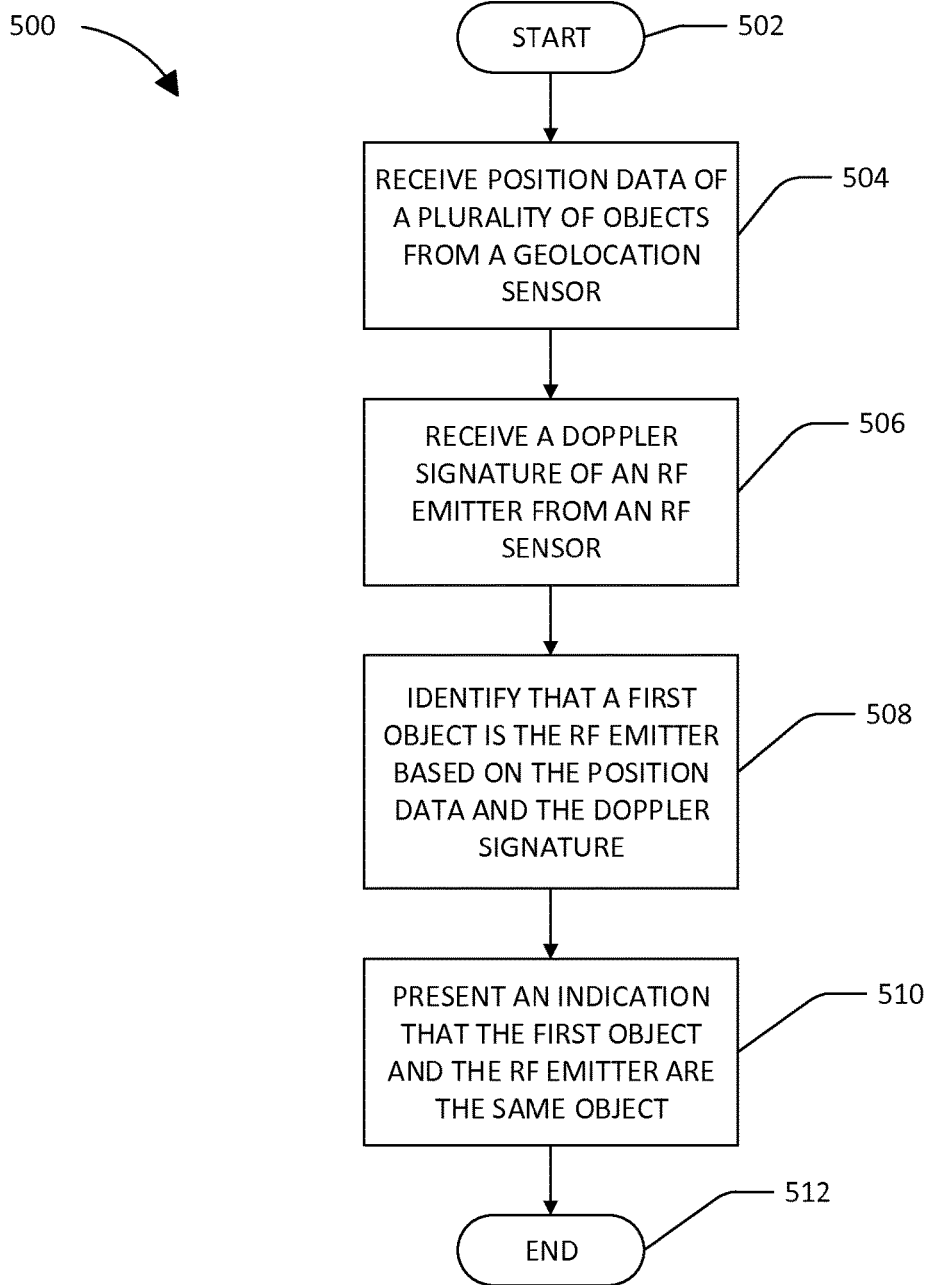 500
START
502
RECEIVE POSITION DATA OF
A PLURALITY OF OBJECTS
FROM A GEOLOCATION
SENSOR
504
RECEIVE A DOPPLER
SIGNATURE OF AN RF
EMITTER FROM AN RF
SENSOR
506
IDENTIFY THAT A FIRST
OBJECT IS THE RF EMITTER
BASED ON THE POSITION
DATA AND THE DOPPLER
SIGNATURE
508
PRESENT AN INDICATION
THAT THE FIRST OBJECT
AND THE RF EMITTER ARE
THE SAME OBJECT
510
END
512